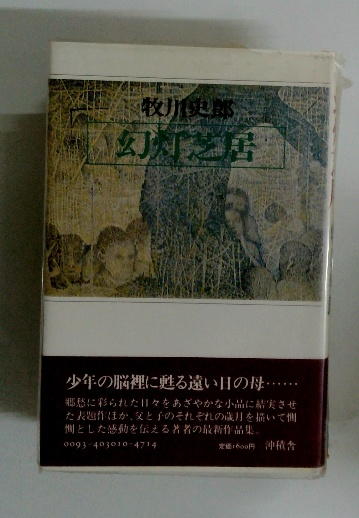 牧川史郎
幻灯芝居
少年の脳裡に甦る遠い日の母……
郷愁に彩られた日々をあざやかな小品に結実させ
た表題作ほか、父と子のそれぞれの歳月を描いて惻
惻とした感動を伝える著者の最新作品集。
0093-403010-4714
定価1600円 沖積舎